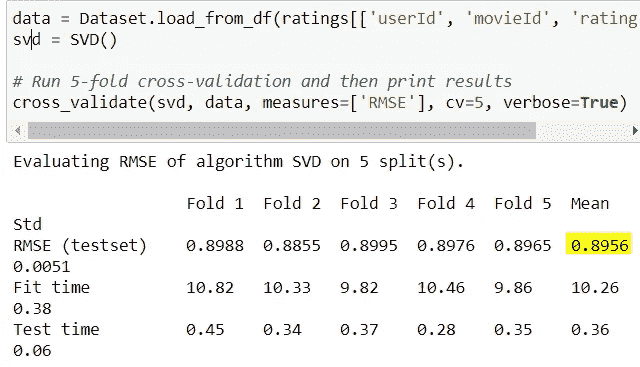 data = Dataset.load_from_df(ratings[['userId', 'movieId', 'rating
svd = SVD()
# Run 5-fold cross-validation and then print results
cross_validate(svd, data, measures=['RMSE'], cv=5, verbose=True)
Evaluating RMSE of algorithm SVD on 5 split(s).
Fold 1 Fold 2 Fold 3 Fold 4 Fold 5 Mean
Std
RMSE (testset) 0.8988 0.8855 0.8995 0.8976 0.8965 0.8956
0.0051
Fit time 10.82 10.33 9.82 10.46 9.86 10.26
0.38
Test time 0.45 0.34 0.37 0.28 0.35 0.36
0.06